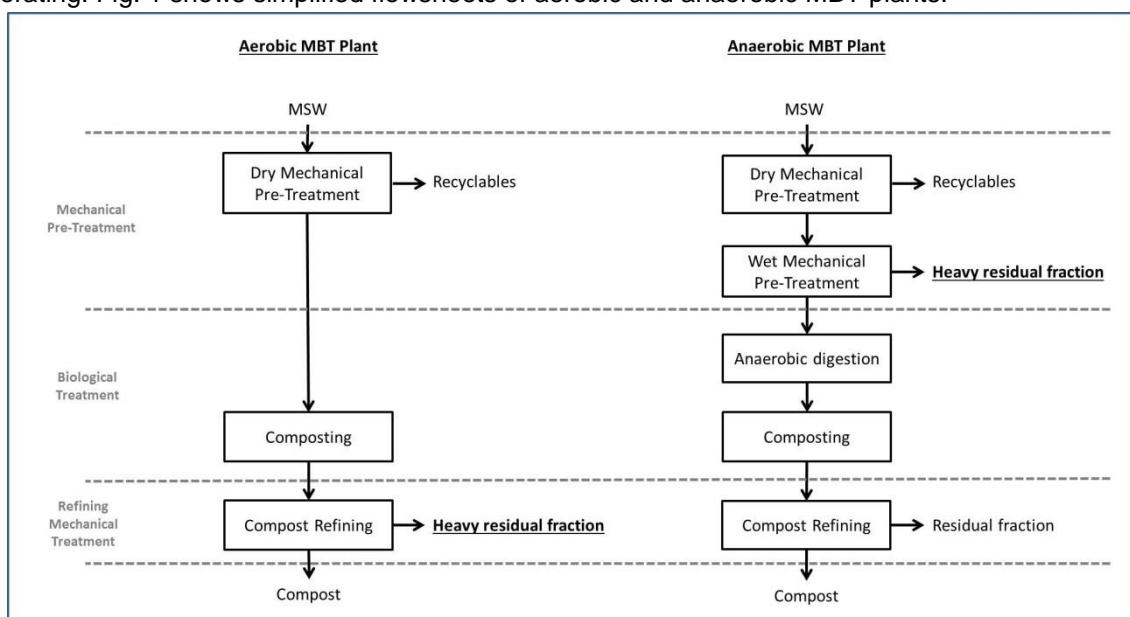 erating. Fig. 1 shows simplified flowsheets of aerobic and anaerobic MBT plants.
Aerobic MBT Plant
Anaerobic MBT Plant
MSW
MSW
Dry Mechanical
Pre-Treatment
Recyclables
Dry Mechanical
Pre-Treatment
Recyclables
Mechanical
Pre-Treatment
Wet Mechanical
Pre-Treatment
Heavy residual fraction
Anaerobic digestion
Biological
Treatment
Composting
Composting
Refining
Mechanical
Treatment
Compost Refining
Heavy residual fraction
Compost Refining
Residual fraction
Compost
Compost